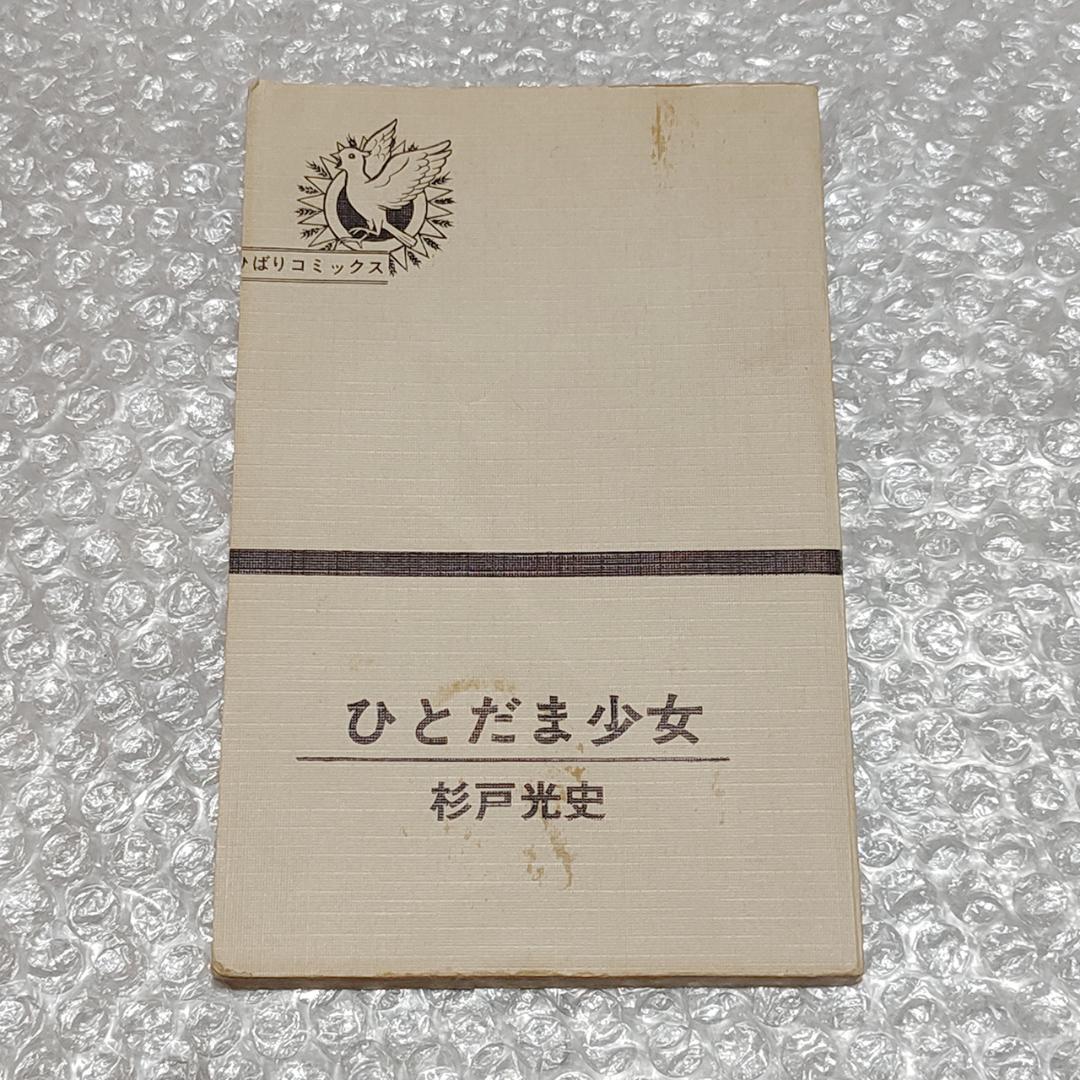 ひばりコミックス
ひとだま少女
杉戸光史